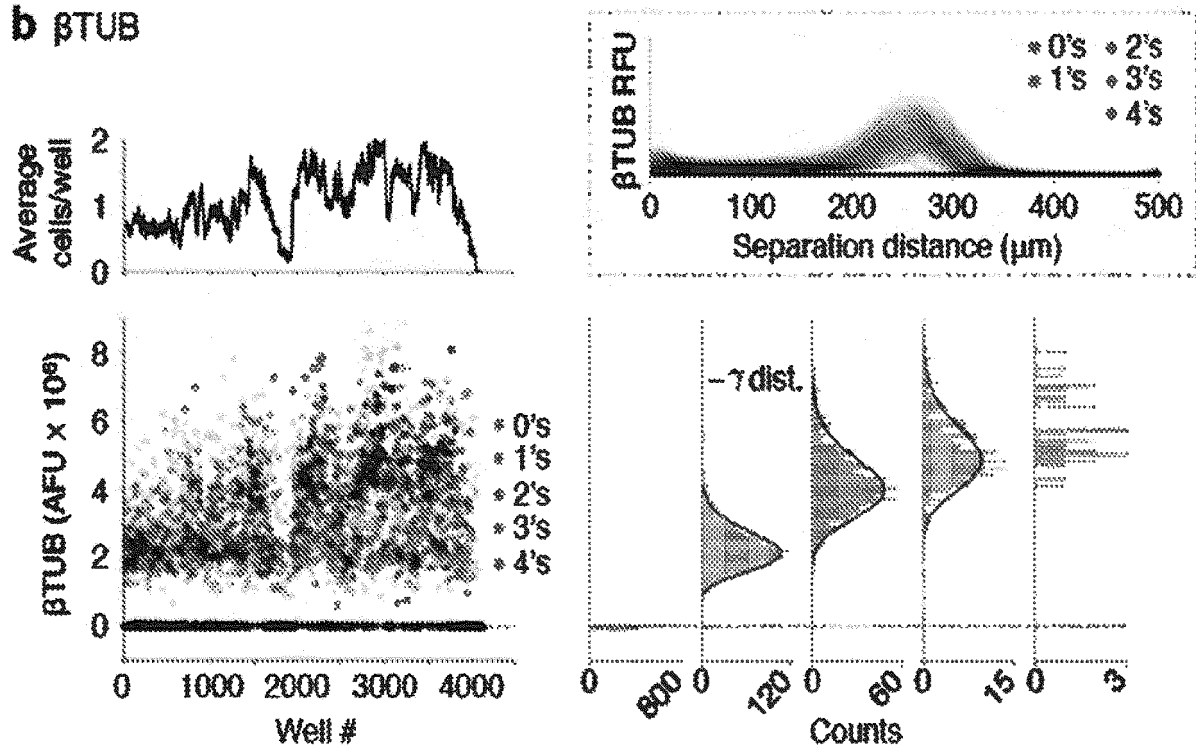 b βTUB
Average
cells/well
2
1
0
βTUB RFU
0's 2's
1's 3's
4's
0 100 200 300 400 500
Separation distance (μm)
βTUB (AFU x 10⁶)
8
6
4
2
0
0's
1's
2's
3's
4's
0 1000 2000 3000 4000
Well #
γ dist.
0 800 0 120 0 60 0 15 0 3
Counts